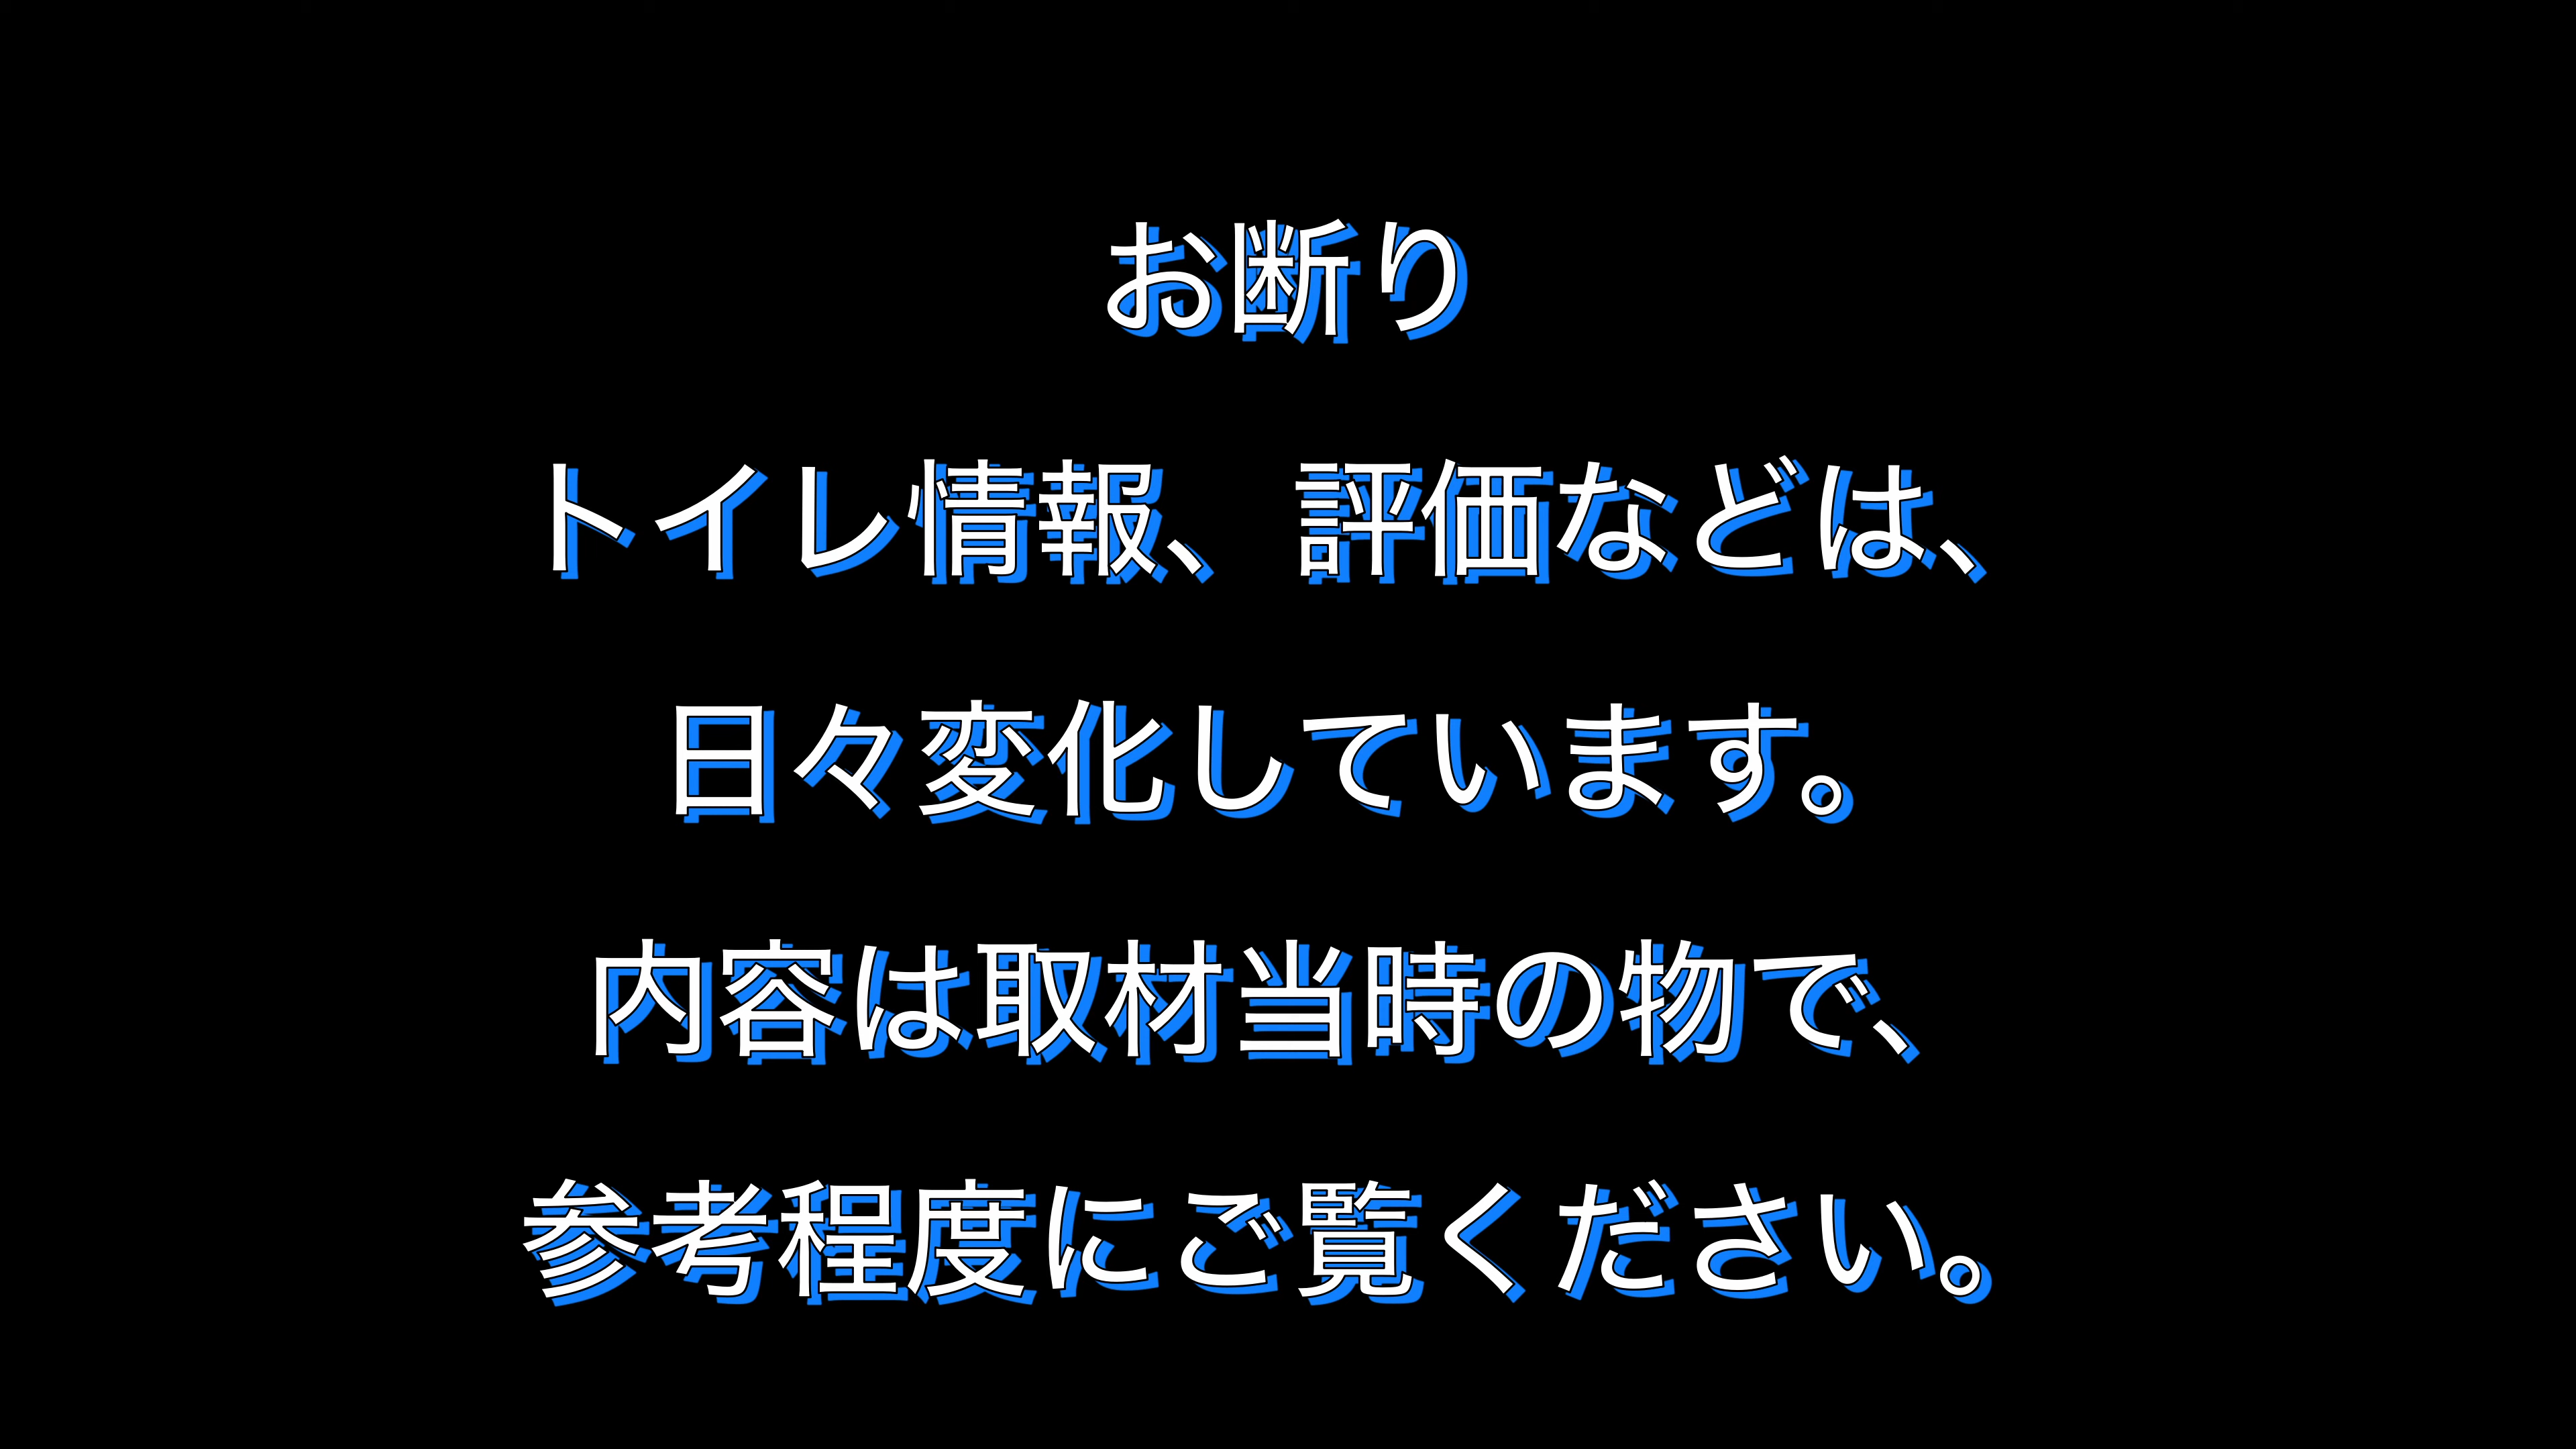 お断り
トイレ情報、評価などは、
日々変化しています。
内容は取材当時の物で、
参考程度にご覧ください。